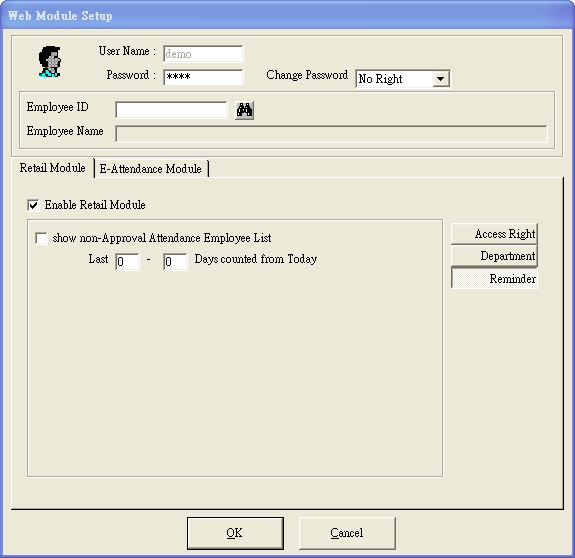 Web Module Setup
User Name : demo
Password : **** Change Password No Right
Employee ID
Employee Name
Retail Module E-Attendance Module
Enable Retail Module
show non-Approval Attendance Employee List
Last 0 - 0 Days counted from Today
Access Right
Department
Reminder
OK Cancel